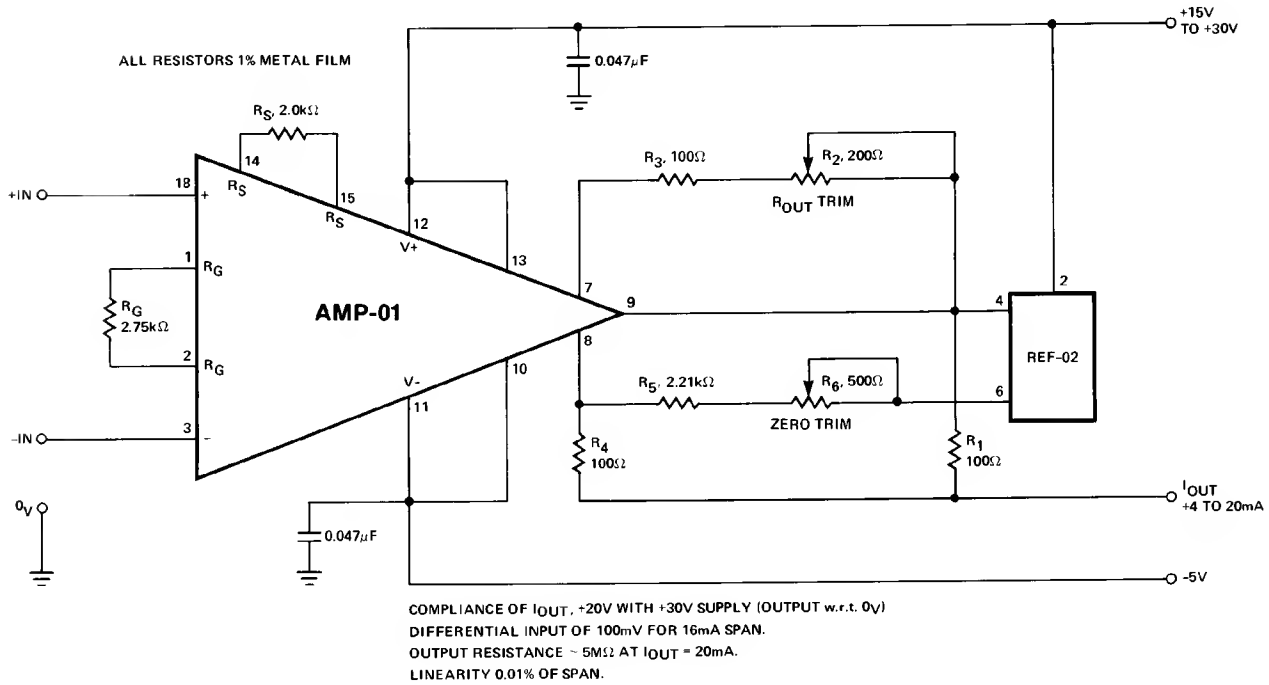 +15V
TO +30V
ALL RESISTORS 1% METAL FILM
0.047µF
RS, 2.0kΩ
14
RS
15
RS
R3, 100Ω
R2, 200Ω
ROUT TRIM
+IN
18
+
12
V+
13
2
1
RG
7
RG
2.75kΩ
AMP-01
9
4
REF-02
2
RG
8
10
V-
11
R5, 2.21kΩ
R6, 500Ω
ZERO TRIM
6
-IN
3
-
R4
100Ω
R1
100Ω
0V
IOUT
+4 TO 20mA
0.047µF
-5V
COMPLIANCE OF IOUT, +20V WITH +30V SUPPLY (OUTPUT w.r.t. 0V)
DIFFERENTIAL INPUT OF 100mV FOR 16mA SPAN.
OUTPUT RESISTANCE ~ 5MΩ AT IOUT = 20mA.
LINEARITY 0.01% OF SPAN.